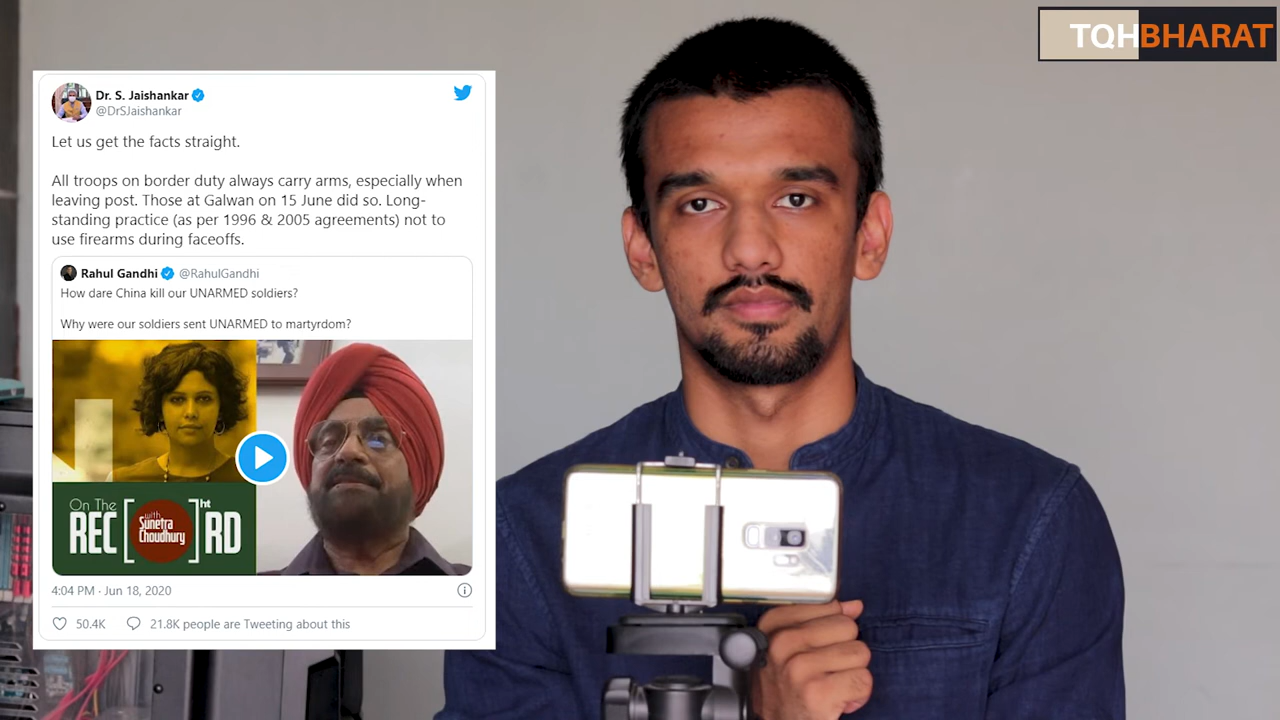 TQHBHARAT
Dr. S. Jaishankar
@DrSJaishankar
Let us get the facts straight.
All troops on border duty always carry arms, especially when
leaving post. Those at Galwan on 15 June did so. Long-
standing practice (as per 1996 & 2005 agreements) not to
use firearms during faceoffs.
Rahul Gandhi @RahulGandhi
How dare China kill our UNARMED soldiers?
Why were our soldiers sent UNARMED to martyrdom?
On The
REC[with Sunetra Choudhury]ht RD
4:04 PM · Jun 18, 2020
50.4K 21.8K people are Tweeting about this